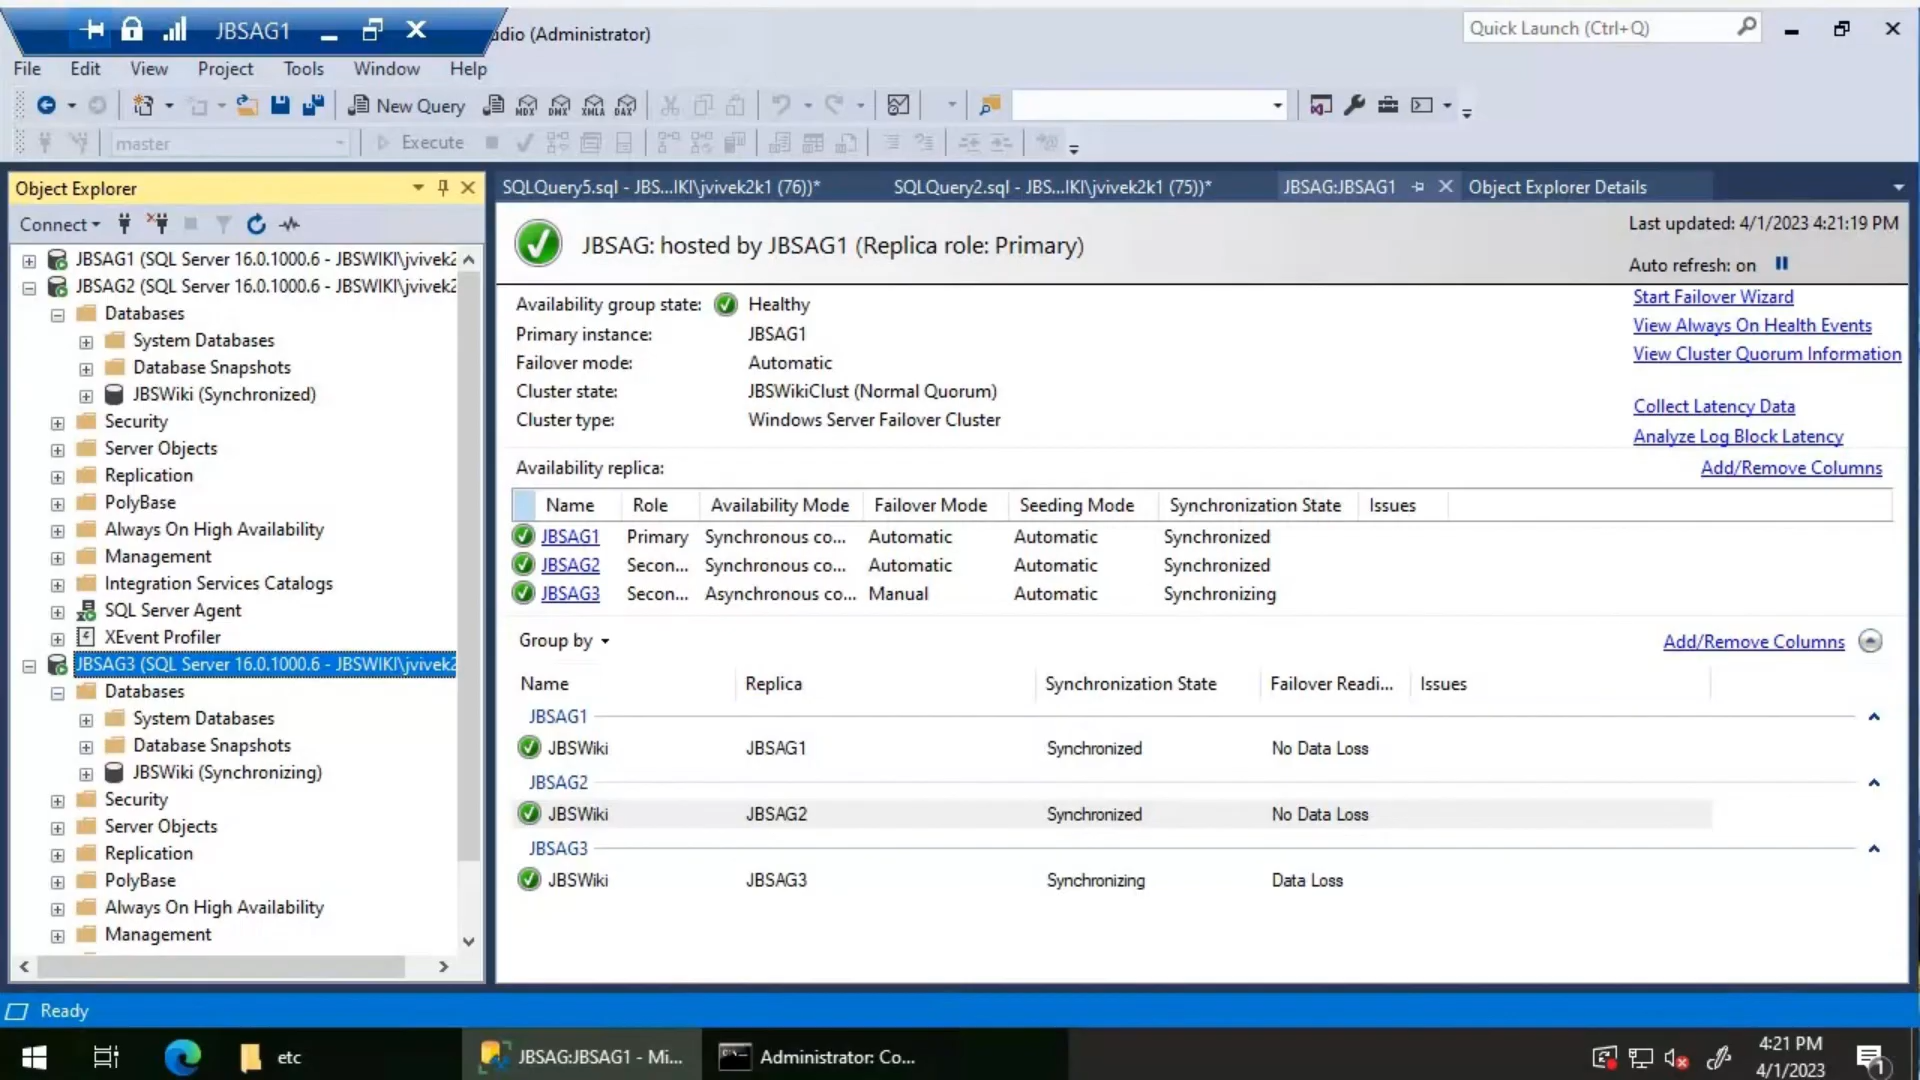 JBSAG1
udio (Administrator)
Quick Launch (Ctrl+Q)
File Edit View Project Tools Window Help
New Query
MDX DMX XMLA DAX
master
Execute
Object Explorer
SQLQuery5.sql - JBS...IKI\jvivek2k1 (76))*
SQLQuery2.sql - JBS...IKI\jvivek2k1 (75))*
JBSAG:JBSAG1
Object Explorer Details
Connect
JBSAG1 (SQL Server 16.0.1000.6 - JBSWIKI\jvivek2
JBSAG2 (SQL Server 16.0.1000.6 - JBSWIKI\jvivek2
Databases
System Databases
Database Snapshots
JBSWiki (Synchronized)
Security
Server Objects
Replication
PolyBase
Always On High Availability
Management
Integration Services Catalogs
SQL Server Agent
XEvent Profiler
JBSAG3 (SQL Server 16.0.1000.6 - JBSWIKI\jvivek2
Databases
System Databases
Database Snapshots
JBSWiki (Synchronizing)
Security
Server Objects
Replication
PolyBase
Always On High Availability
Management
JBSAG: hosted by JBSAG1 (Replica role: Primary)
Last updated: 4/1/2023 4:21:19 PM
Auto refresh: on
Availability group state: Healthy
Primary instance: JBSAG1
Failover mode: Automatic
Cluster state: JBSWikiClust (Normal Quorum)
Cluster type: Windows Server Failover Cluster
Start Failover Wizard
View Always On Health Events
View Cluster Quorum Information
Collect Latency Data
Analyze Log Block Latency
Availability replica:
Add/Remove Columns
Name Role Availability Mode Failover Mode Seeding Mode Synchronization State Issues
JBSAG1 Primary Synchronous co... Automatic Automatic Synchronized
JBSAG2 Secon... Synchronous co... Automatic Automatic Synchronized
JBSAG3 Secon... Asynchronous co... Manual Automatic Synchronizing
Group by
Add/Remove Columns
Name Replica Synchronization State Failover Readi... Issues
JBSAG1
JBSWiki JBSAG1 Synchronized No Data Loss
JBSAG2
JBSWiki JBSAG2 Synchronized No Data Loss
JBSAG3
JBSWiki JBSAG3 Synchronizing Data Loss
Ready
etc
JBSAG:JBSAG1 - Mi...
Administrator: Co...
4:21 PM
4/1/2023
1